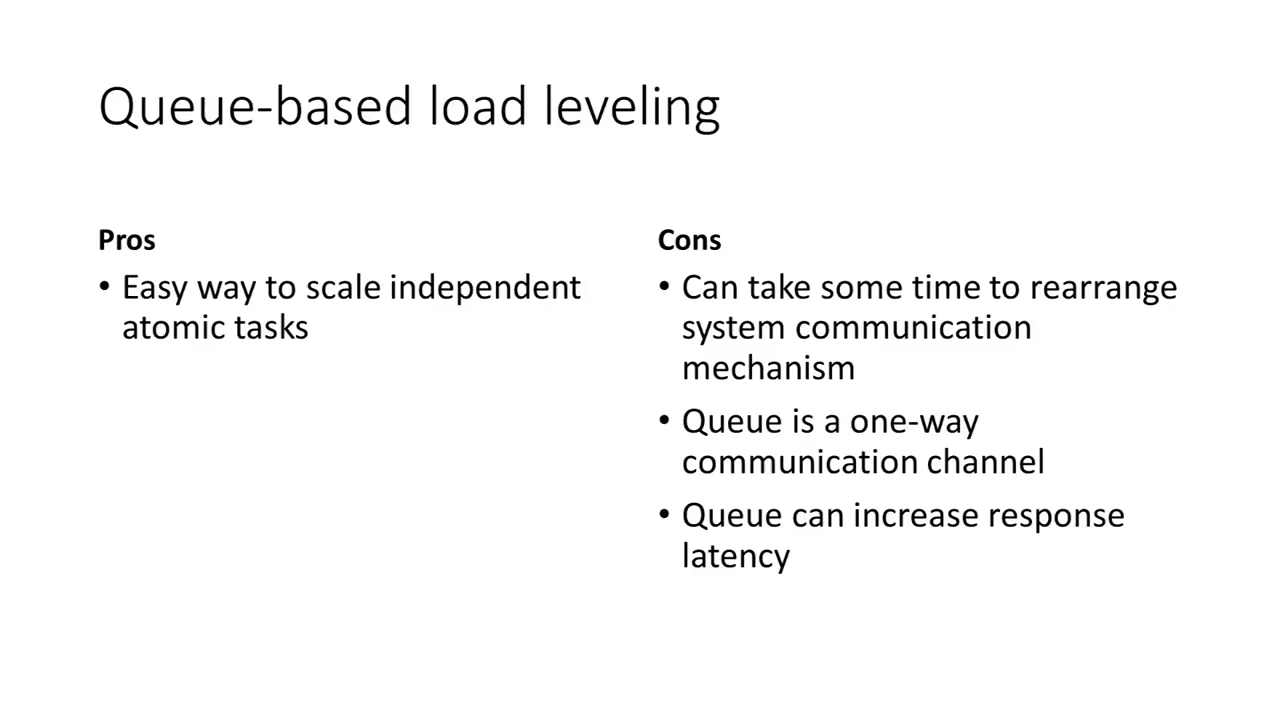 Queue-based load leveling
Pros
• Easy way to scale independent
atomic tasks
Cons
• Can take some time to rearrange
system communication
mechanism
• Queue is a one-way
communication channel
• Queue can increase response
latency